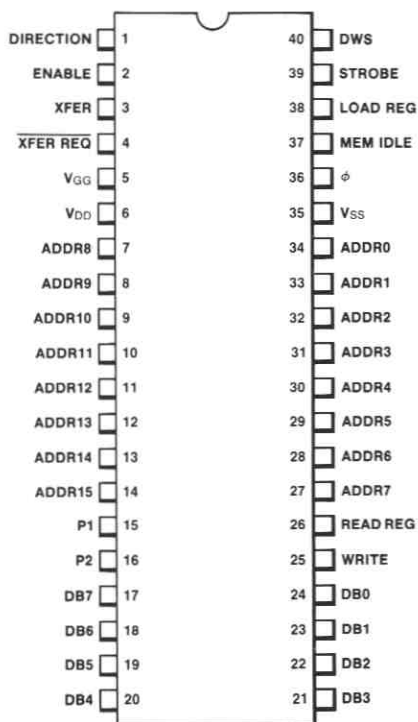 DIRECTION 1 40 DWS
ENABLE 2 39 STROBE
XFER 3 38 LOAD REG
XFER REQ 4 37 MEM IDLE
VGG 5 36 ϕ
VDD 6 35 VSS
ADDR8 7 34 ADDR0
ADDR9 8 33 ADDR1
ADDR10 9 32 ADDR2
ADDR11 10 31 ADDR3
ADDR12 11 30 ADDR4
ADDR13 12 29 ADDR5
ADDR14 13 28 ADDR6
ADDR15 14 27 ADDR7
P1 15 26 READ REG
P2 16 25 WRITE
DB7 17 24 DB0
DB6 18 23 DB1
DB5 19 22 DB2
DB4 20 21 DB3